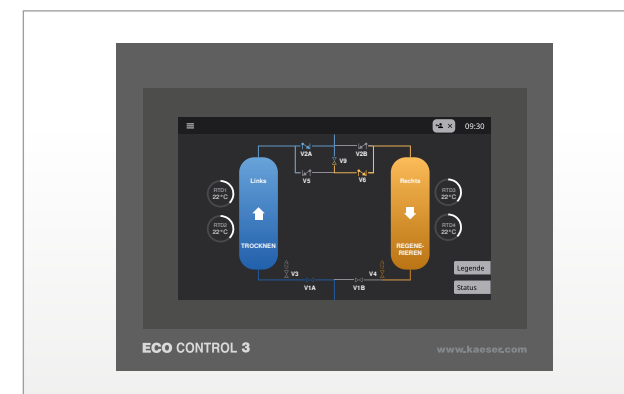 09:30
V2A
V2B
V9
Links
V5
V6
Rechts
RTD1
22°C
RTD3
22°C
RTD2
22°C
RTD4
22°C
TROCKNEN
REGENE-
RIEREN
V3
V4
Legende
V1A
V1B
Status
ECO CONTROL 3
www.kaeser.com